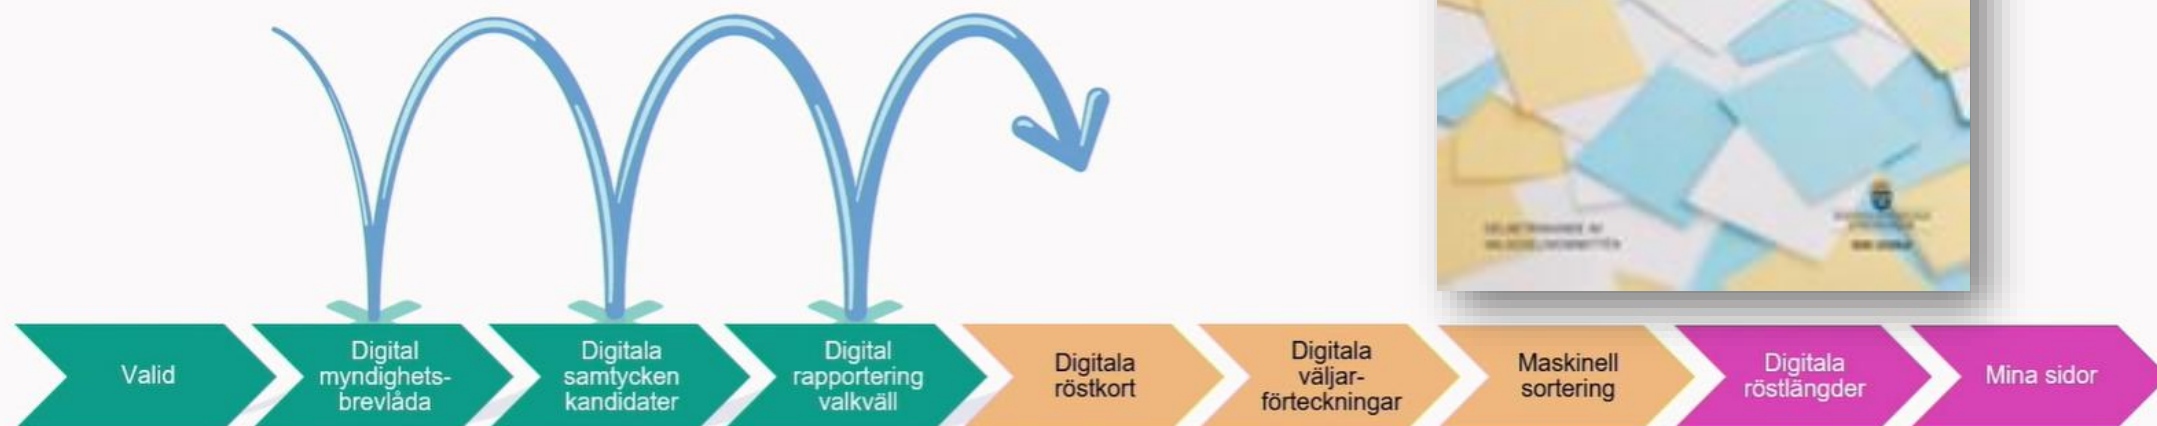 Valid
Digital
myndighets-
brevlåda
Digitala
samtycken
kandidater
Digital
rapportering
valkväll
Digitala
röstkort
Digitala
väljar-
förteckningar
Maskinell
sortering
Digitala
röstlängder
Mina sidor